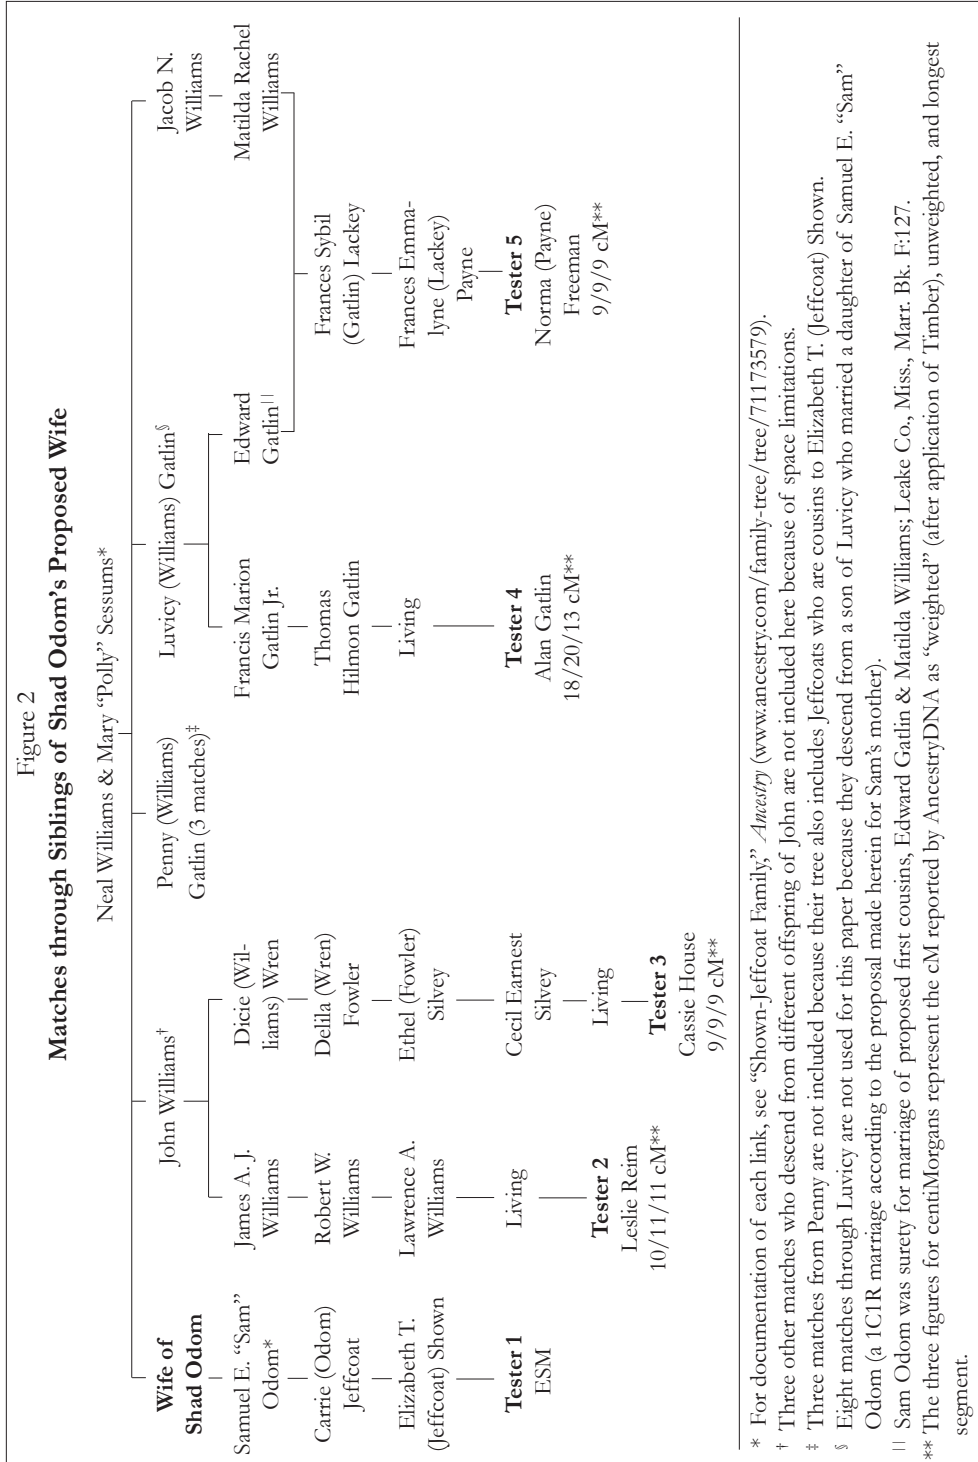 Figure 2
Matches through Siblings of Shad Odom's Proposed Wife
Neal Williams & Mary “Polly” Sessums*
Wife of
Shad Odom
Samuel E. “Sam”
Odom*
Carrie (Odom)
Jeffcoat
Elizabeth T.
(Jeffcoat) Shown
Tester 1
ESM
John Williams†
James A. J.
Williams
Robert W.
Williams
Lawrence A.
Williams
Living
Tester 2
Leslie Reim
10/11/11 cM**
Dicie (Wil-
liams) Wren
Delila (Wren)
Fowler
Ethel (Fowler)
Silvey
Cecil Earnest
Silvey
Living
Tester 3
Cassie House
9/9/9 cM**
Penny (Williams)
Gatlin (3 matches)‡
Luvicy (Williams) Gatlin§
Francis Marion
Gatlin Jr.
Thomas
Hilmon Gatlin
Living
Tester 4
Alan Gatlin
18/20/13 cM**
Edward
Gatlin||
Jacob N.
Williams
Matilda Rachel
Williams
Frances Sybil
(Gatlin) Lackey
Frances Emma-
lyne (Lackey)
Payne
Tester 5
Norma (Payne)
Freeman
9/9/9 cM**
* For documentation of each link, see “Shown-Jeffcoat Family,” Ancestry (www.ancestry.com/family-tree/tree/71173579).
† Three other matches who descend from different offspring of John are not included here because of space limitations.
‡ Three matches from Penny are not included because their tree also includes Jeffcoats who are cousins to Elizabeth T. (Jeffcoat) Shown.
§ Eight matches through Luvicy are not used for this paper because they descend from a son of Luvicy who married a daughter of Samuel E. “Sam”
Odom (a 1C1R marriage according to the proposal made herein for Sam's mother).
|| Sam Odom was surety for marriage of proposed first cousins, Edward Gatlin & Matilda Williams; Leake Co., Miss., Marr. Bk. F:127.
** The three figures for centiMorgans represent the cM reported by AncestryDNA as “weighted” (after application of Timber), unweighted, and longest
segment.